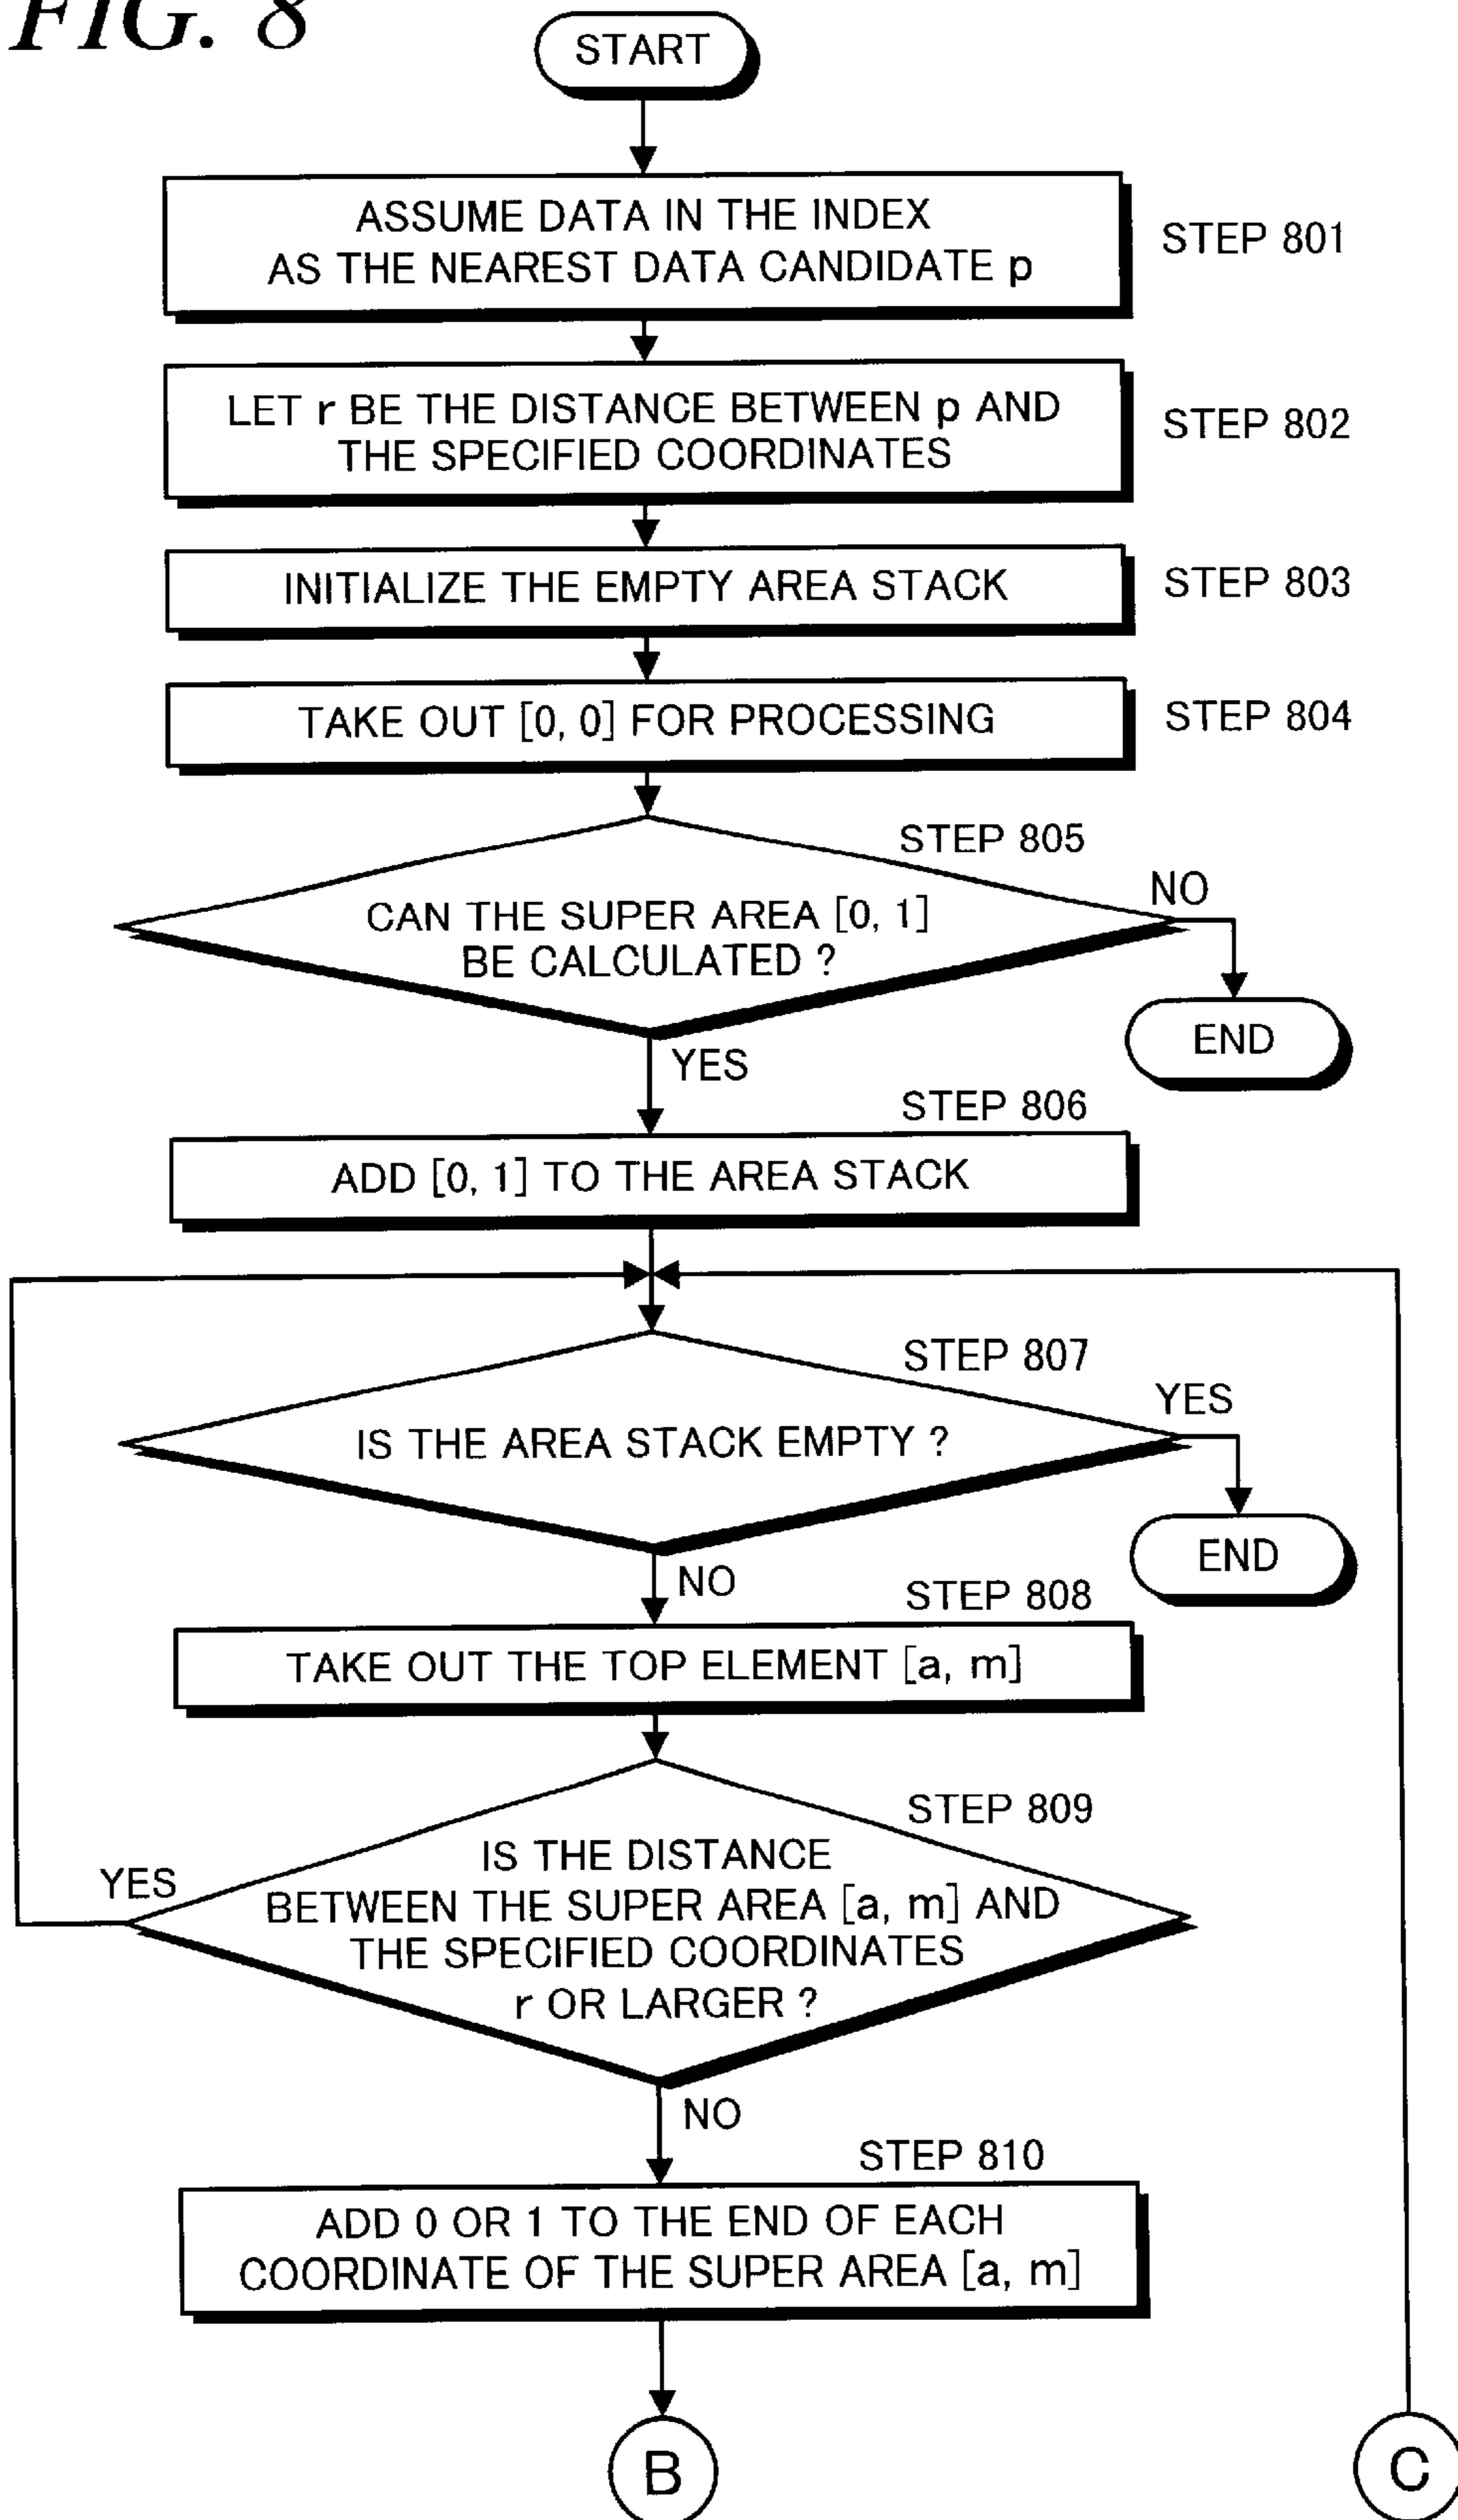 FIG. 8
START
ASSUME DATA IN THE INDEX
AS THE NEAREST DATA CANDIDATE p
STEP 801
LET r BE THE DISTANCE BETWEEN p AND
THE SPECIFIED COORDINATES
STEP 802
INITIALIZE THE EMPTY AREA STACK
STEP 803
TAKE OUT [0, 0] FOR PROCESSING
STEP 804
STEP 805
CAN THE SUPER AREA [0, 1]
BE CALCULATED ?
NO
END
YES
STEP 806
ADD [0, 1] TO THE AREA STACK
STEP 807
IS THE AREA STACK EMPTY ?
YES
END
NO
STEP 808
TAKE OUT THE TOP ELEMENT [a, m]
STEP 809
IS THE DISTANCE
BETWEEN THE SUPER AREA [a, m] AND
THE SPECIFIED COORDINATES
r OR LARGER ?
YES
NO
STEP 810
ADD 0 OR 1 TO THE END OF EACH
COORDINATE OF THE SUPER AREA [a, m]
B
C